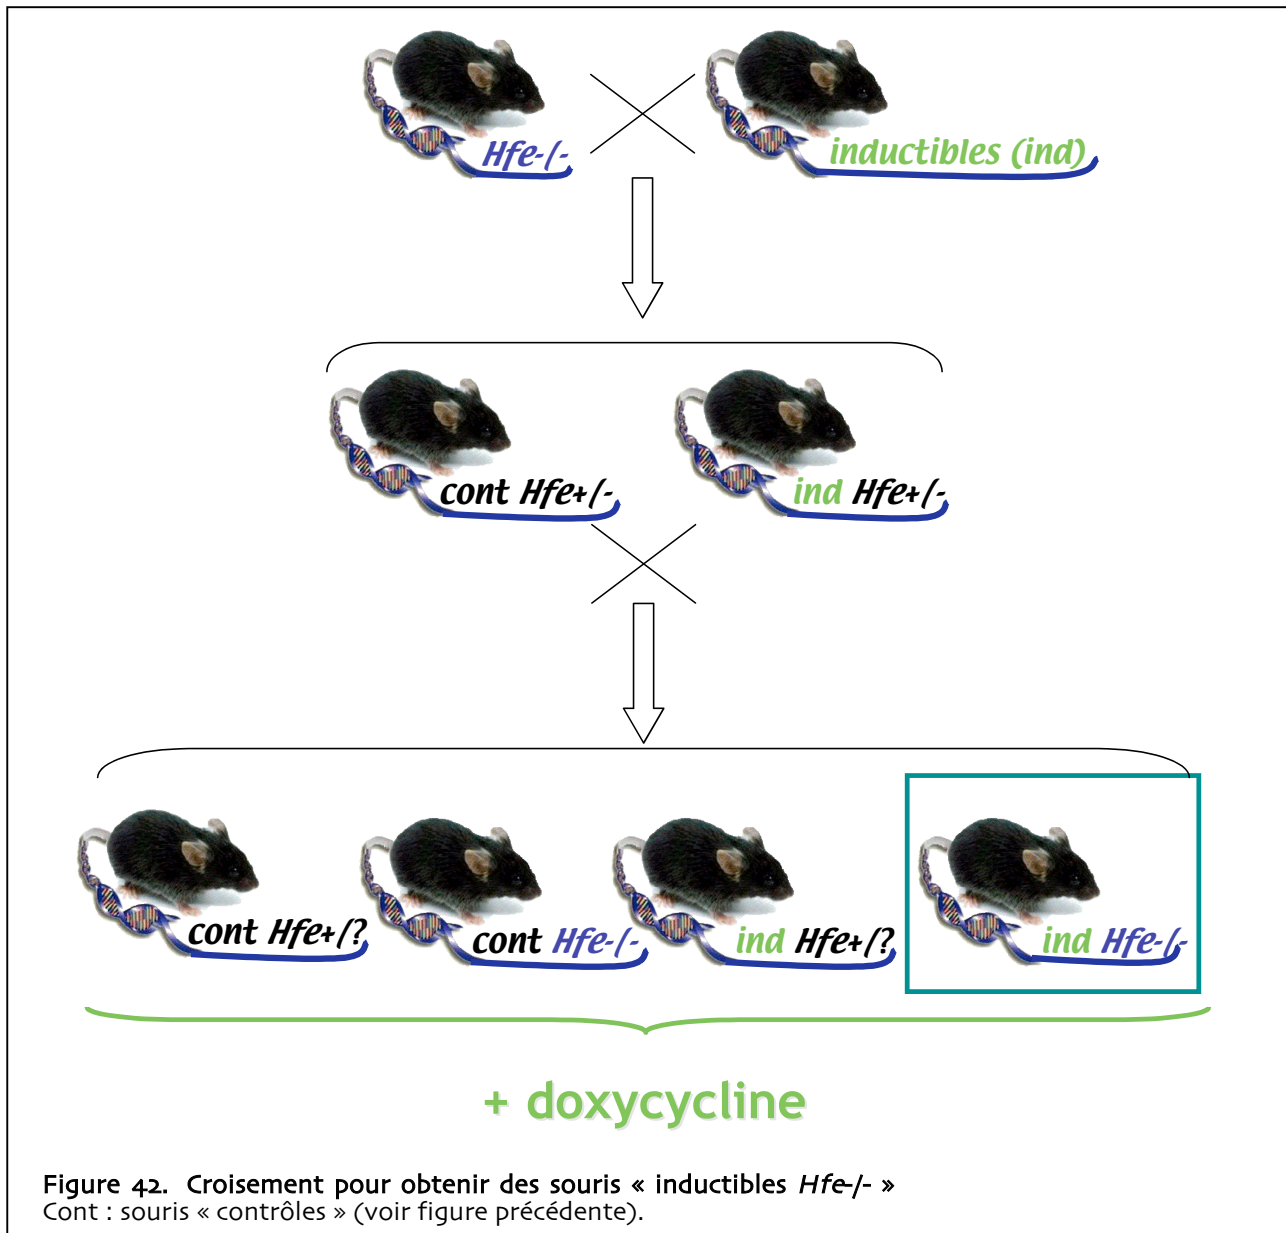 Hfe-/-
inductibles (ind)
cont Hfe+/-
ind Hfe+/-
cont Hfe+/?
cont Hfe-/-
ind Hfe+/?
ind Hfe-/-
+ doxycycline
Figure 42. Croisement pour obtenir des souris « inductibles Hfe-/- »
Cont : souris « contrôles » (voir figure précédente).